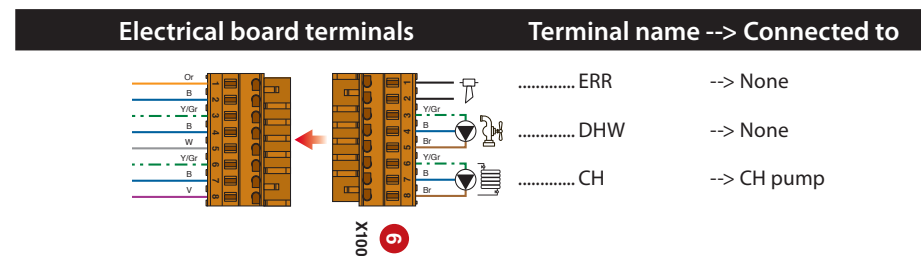 Electrical board terminals
Terminal name --> Connected to
Or
B
Y/Gr
B
W
Y/Gr
B
V
1
2
3
4
5
6
7
8
1
2
3
4
5
6
7
8
Y/Gr
B
Br
Y/Gr
B
Br
............. ERR --> None
............. DHW --> None
............. CH --> CH pump
X100
6